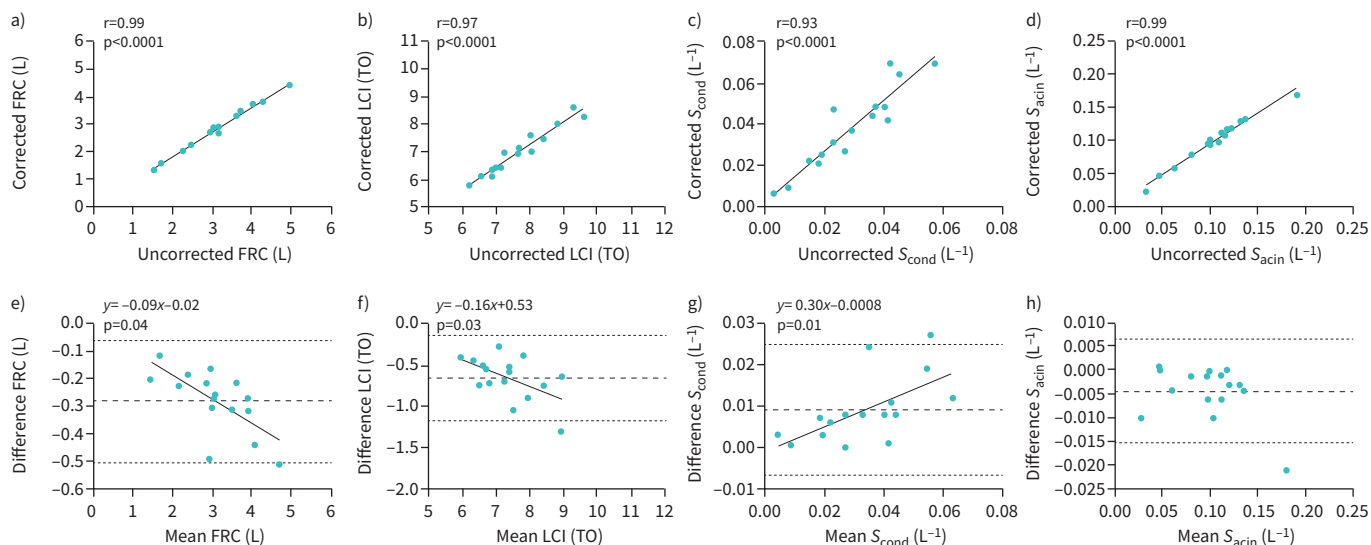 a)
r=0.99
p<0.0001
Corrected FRC (L)
6
5
4
3
2
1
0
0 1 2 3 4 5 6
Uncorrected FRC (L)
b)
r=0.97
p<0.0001
Corrected LCI (TO)
11
10
9
8
7
6
5
5 6 7 8 9 10 11 12
Uncorrected LCI (TO)
c)
r=0.93
p<0.0001
Corrected Scond (L−1)
0.08
0.06
0.04
0.02
0.00
0.00 0.02 0.04 0.06 0.08
Uncorrected Scond (L−1)
d)
r=0.99
p<0.0001
Corrected Sacin (L−1)
0.25
0.20
0.15
0.10
0.05
0.00
0.00 0.05 0.10 0.15 0.20 0.25
Uncorrected Sacin (L−1)
e)
y= −0.09x−0.02
p=0.04
Difference FRC (L)
0.0
−0.1
−0.2
−0.3
−0.4
−0.5
−0.6
0 1 2 3 4 5 6
Mean FRC (L)
f)
y= −0.16x+0.53
p=0.03
Difference LCI (TO)
0.0
−0.5
−1.0
−1.5
−2.0
5 6 7 8 9 10 11 12
Mean LCI (TO)
g)
y= 0.30x−0.0008
p=0.01
Difference Scond (L−1)
0.03
0.02
0.01
0.00
−0.01
0.00 0.02 0.04 0.06 0.08
Mean Scond (L−1)
h)
Difference Sacin (L−1)
0.010
0.005
0.000
−0.005
−0.010
−0.015
−0.020
−0.025
0.00 0.05 0.10 0.15 0.20 0.25
Mean Sacin (L−1)